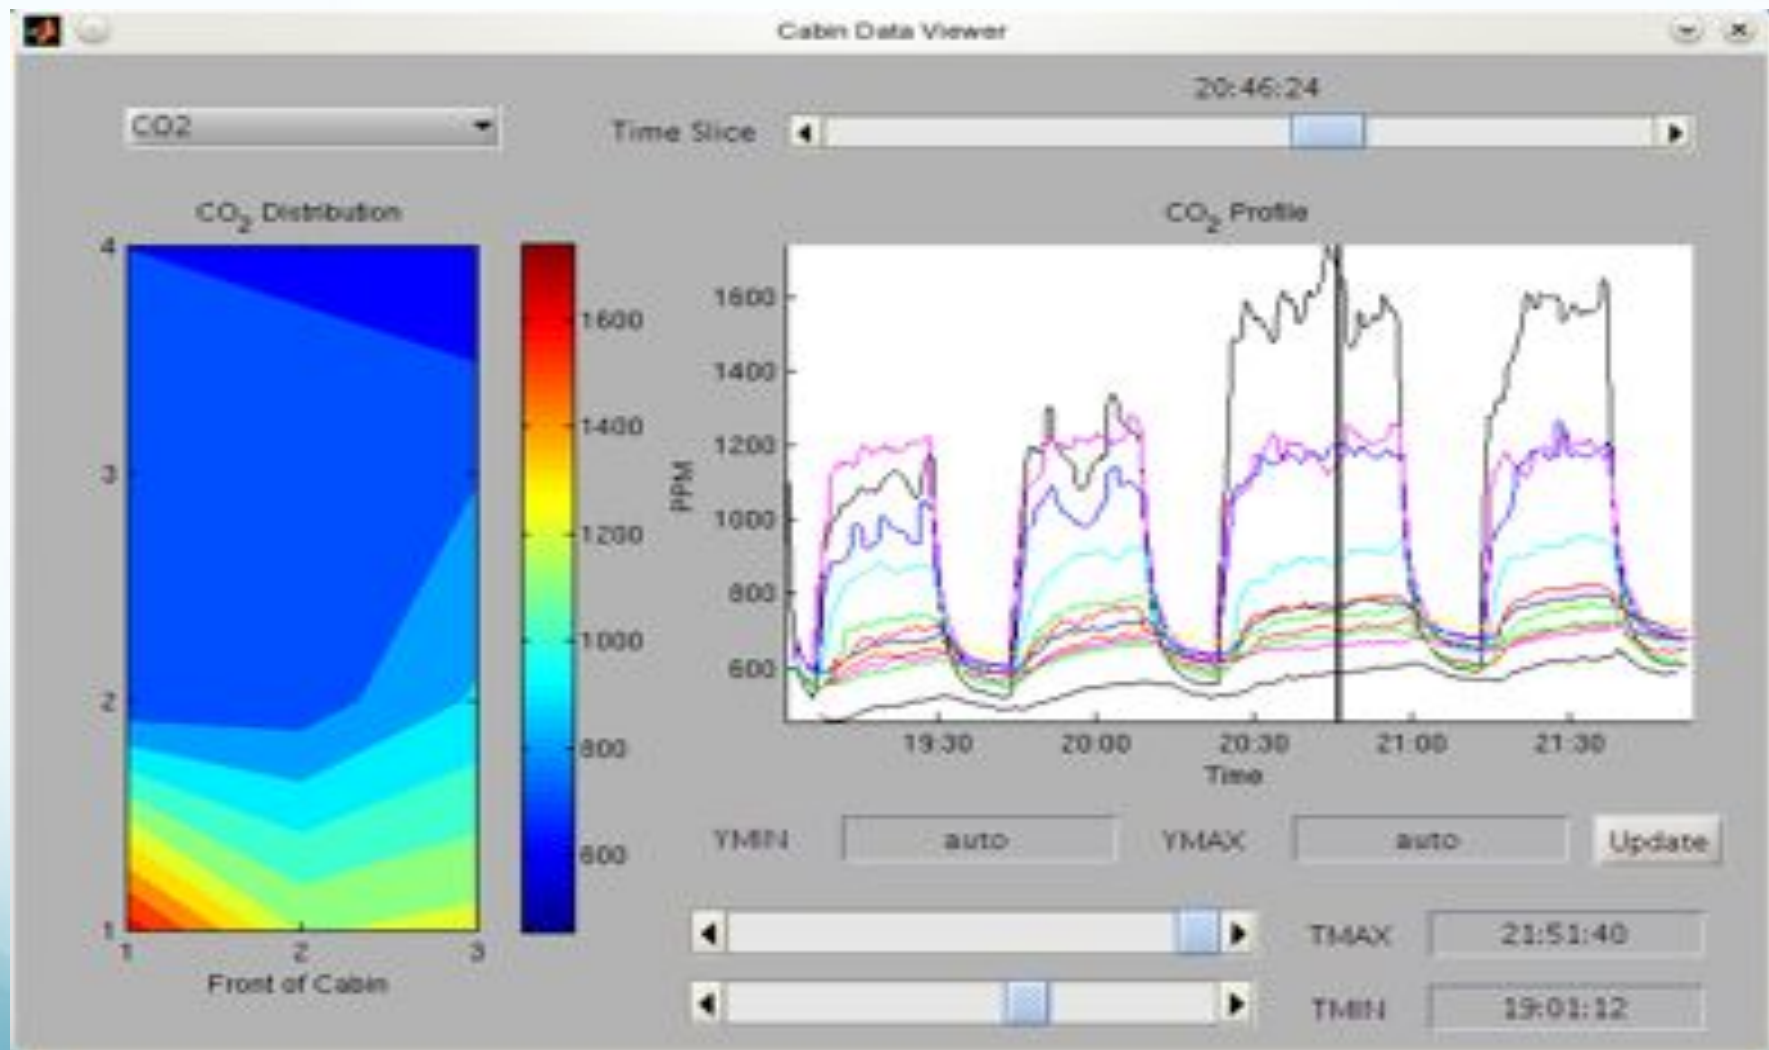 Cabin Data Viewer
20:46:24
CO2
Time Slice
CO2 Distribution
4
3
2
1
1 2 3
Front of Cabin
1600
1400
1200
1000
800
600
CO2 Profile
PPM
1600
1400
1200
1000
800
600
19:30 20:00 20:30 21:00 21:30
Time
YMIN auto YMAX auto Update
TMAX 21:51:40
TMIN 19:01:12